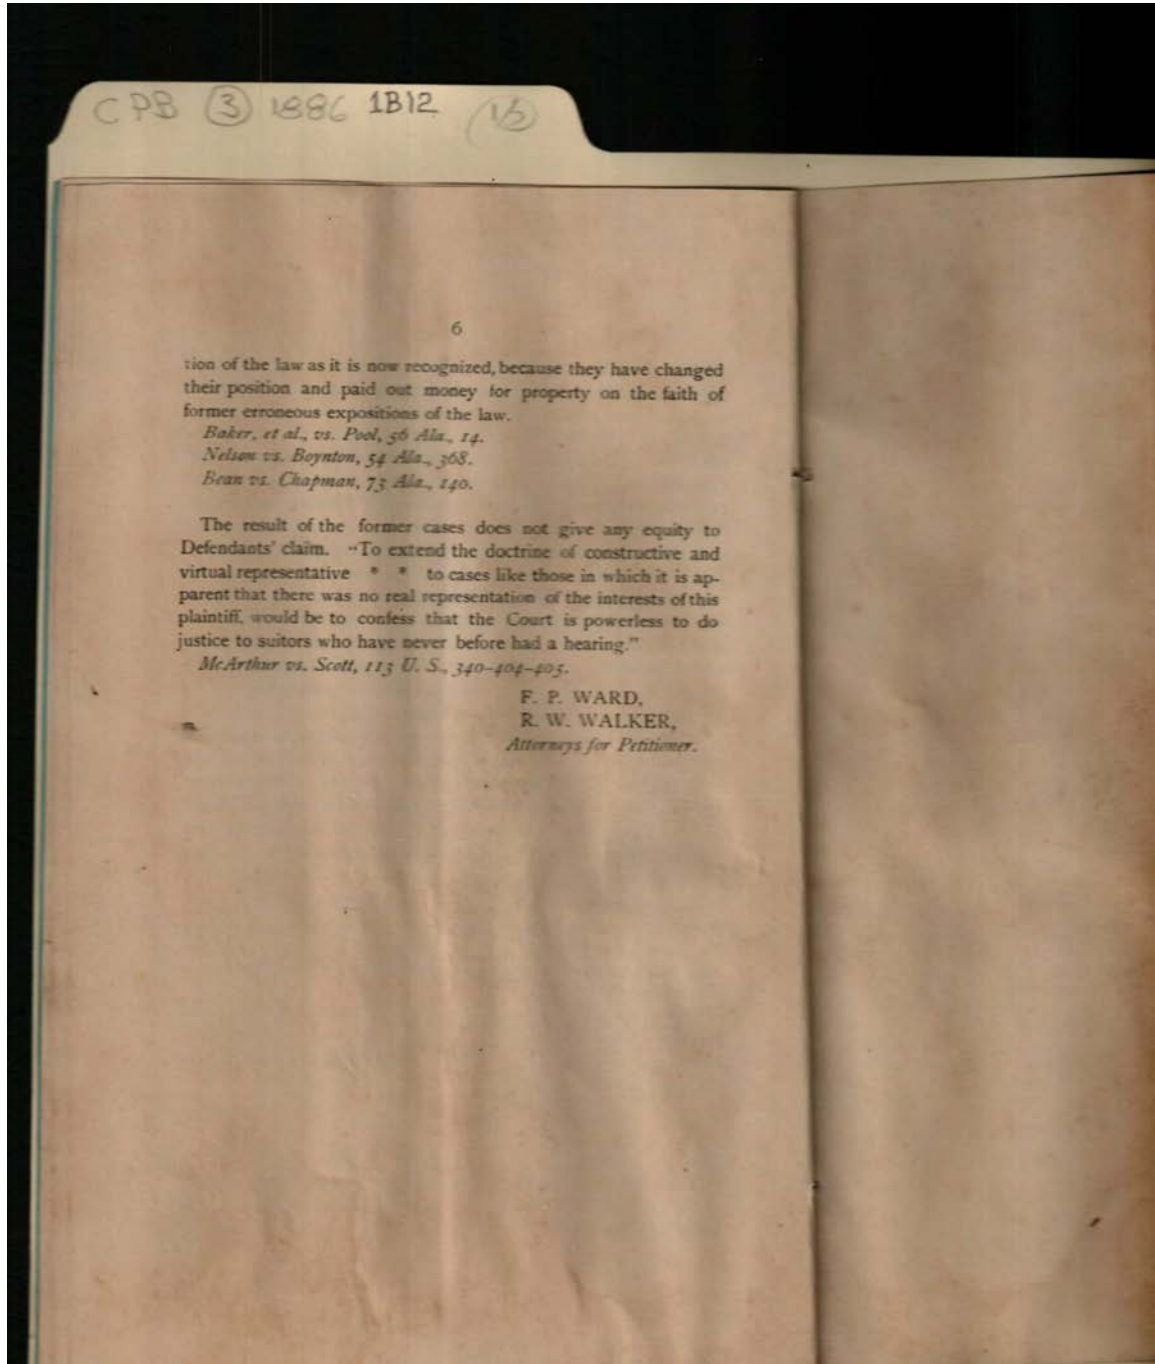 CPB 3 1886 1B12 (1/5)
6
tion of the law as it is now recognized, because they have changed
their position and paid out money for property on the faith of
former erroneous expositions of the law.
Baker, et al., vs. Pool, 56 Ala., 14.
Nelson vs. Boynton, 54 Ala., 368.
Bean vs. Chapman, 73 Ala., 140.
The result of the former cases does not give any equity to
Defendants' claim. "To extend the doctrine of constructive and
virtual representative * * to cases like those in which it is ap-
parent that there was no real representation of the interests of this
plaintiff, would be to confess that the Court is powerless to do
justice to suitors who have never before had a hearing."
McArthur vs. Scott, 113 U. S., 340-404-405.
F. P. WARD,
R. W. WALKER,
Attorneys for Petitioner.